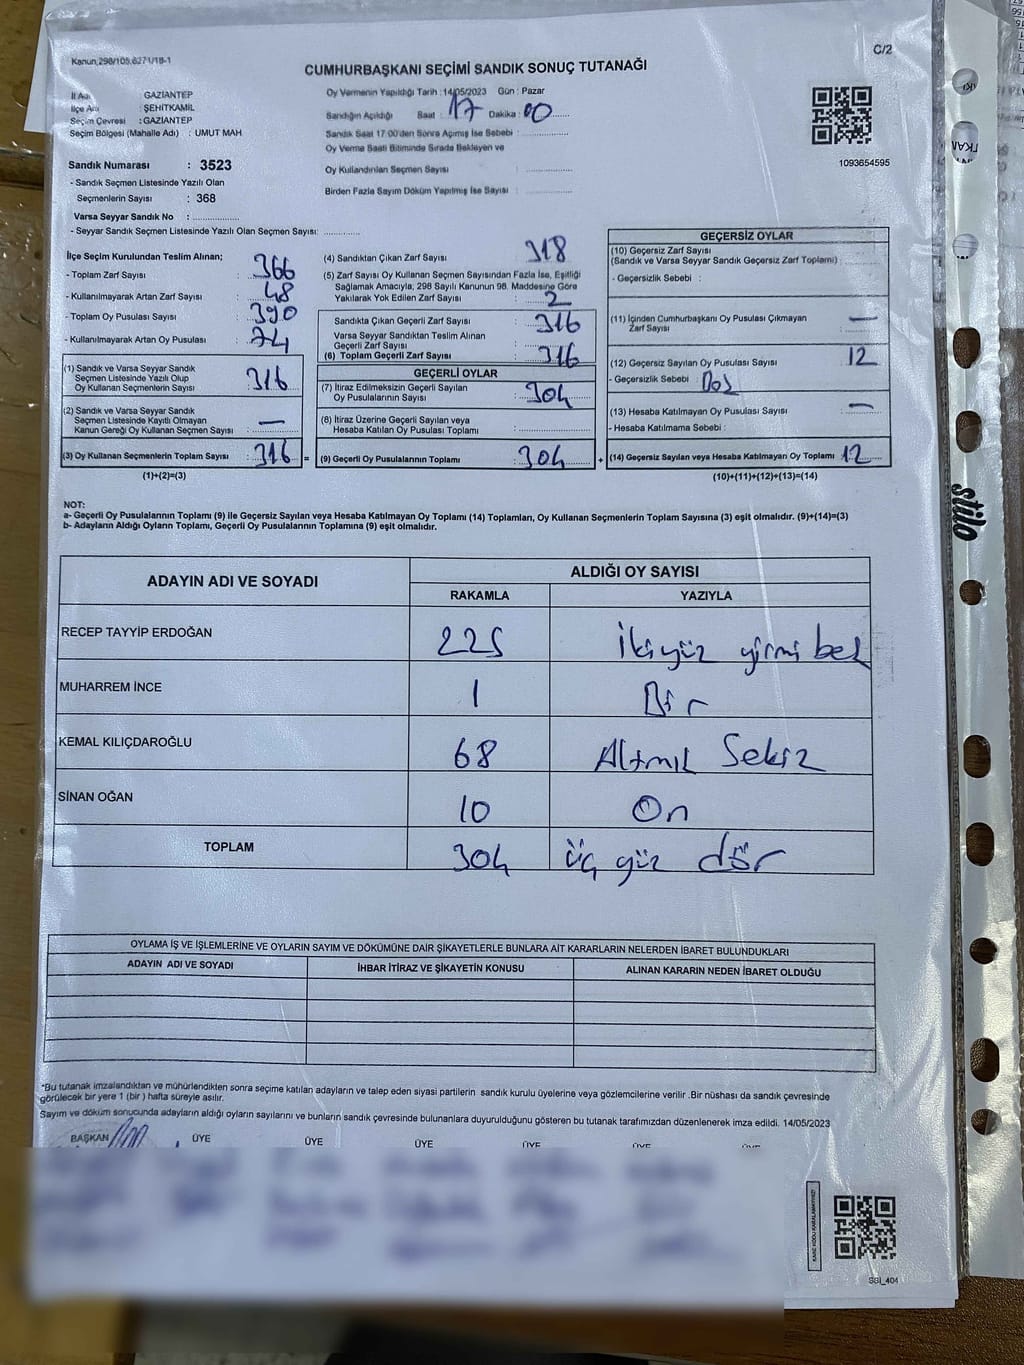 Kanun,298/105,6271/18-1
C/2
CUMHURBAŞKANI SEÇİMİ SANDIK SONUÇ TUTANAĞI
İl Adı GAZİANTEP
İlçe Adı : ŞEHİTKAMİL
Seçim Çevresi : GAZİANTEP
Seçim Bölgesi (Mahalle Adı) : UMUT MAH
Oy Vermenin Yapıldığı Tarih : 14/05/2023 Gün : Pazar
Sandığın Açıldığı Saat : 17 Dakika : 00
Sandık Saat 17:00'den Sonra Açılmış İse Sebebi :
Oy Verme Saati Bitiminde Sırada Bekleyen ve
Oy Kullandırılan Seçmen Sayısı :
Birden Fazla Sayım Döküm Yapılmış İse Sayısı :
1093654595
Sandık Numarası : 3523
- Sandık Seçmen Listesinde Yazılı Olan
Seçmenlerin Sayısı : 368
Varsa Seyyar Sandık No :
- Seyyar Sandık Seçmen Listesinde Yazılı Olan Seçmen Sayısı:
İlçe Seçim Kurulundan Teslim Alınan;
- Toplam Zarf Sayısı : 366
- Kullanılmayarak Artan Zarf Sayısı : 48
- Toplam Oy Pusulası Sayısı : 390
- Kullanılmayarak Artan Oy Pusulası : 74
(1) Sandık ve Varsa Seyyar Sandık
Seçmen Listesinde Yazılı Olup
Oy Kullanan Seçmenlerin Sayısı : 316
(2) Sandık ve Varsa Seyyar Sandık
Seçmen Listesinde Kayıtlı Olmayan
Kanun Gereği Oy Kullanan Seçmen Sayısı : —
(3) Oy Kullanan Seçmenlerin Toplam Sayısı : 316 =
(1)+(2)=(3)
(4) Sandıktan Çıkan Zarf Sayısı : 318
(5) Zarf Sayısı Oy Kullanan Seçmen Sayısından Fazla İse, Eşitliği
Sağlamak Amacıyla; 298 Sayılı Kanunun 98. Maddesine Göre
Yakılarak Yok Edilen Zarf Sayısı : 2
Sandıkta Çıkan Geçerli Zarf Sayısı : 316
Varsa Seyyar Sandıktan Teslim Alınan
Geçerli Zarf Sayısı :
(6) Toplam Geçerli Zarf Sayısı : 316
GEÇERLİ OYLAR
(7) İtiraz Edilmeksizin Geçerli Sayılan
Oy Pusulalarının Sayısı : 304
(8) İtiraz Üzerine Geçerli Sayılan veya
Hesaba Katılan Oy Pusulası Toplamı :
(9) Geçerli Oy Pusulalarının Toplamı : 304 +
GEÇERSİZ OYLAR
(10) Geçersiz Zarf Sayısı
(Sandık ve Varsa Seyyar Sandık Geçersiz Zarf Toplamı) :
- Geçersizlik Sebebi :
(11) İçinden Cumhurbaşkanı Oy Pusulası Çıkmayan
Zarf Sayısı : —
(12) Geçersiz Sayılan Oy Pusulası Sayısı : 12
- Geçersizlik Sebebi :
(13) Hesaba Katılmayan Oy Pusulası Sayısı : —
- Hesaba Katılmama Sebebi :
(14) Geçersiz Sayılan veya Hesaba Katılmayan Oy Toplamı : 12
(10)+(11)+(12)+(13)=(14)
NOT:
a- Geçerli Oy Pusulalarının Toplamı (9) ile Geçersiz Sayılan veya Hesaba Katılmayan Oy Toplamı (14) Toplamları, Oy Kullanan Seçmenlerin Toplam Sayısına (3) eşit olmalıdır. (9)+(14)=(3)
b- Adayların Aldığı Oyların Toplamı, Geçerli Oy Pusulalarının Toplamına (9) eşit olmalıdır.
ADAYIN ADI VE SOYADI
ALDIĞI OY SAYISI
RAKAMLA YAZIYLA
RECEP TAYYİP ERDOĞAN 225 İkiyüz yirmi beş
MUHARREM İNCE 1 Bir
KEMAL KILIÇDAROĞLU 68 Altmış Sekiz
SİNAN OĞAN 10 On
TOPLAM 304 üç yüz dör
OYLAMA İŞ VE İŞLEMLERİNE VE OYLARIN SAYIM VE DÖKÜMÜNE DAİR ŞİKAYETLERLE BUNLARA AİT KARARLARIN NELERDEN İBARET BULUNDUKLARI
ADAYIN ADI VE SOYADI İHBAR İTİRAZ VE ŞİKAYETİN KONUSU ALINAN KARARIN NEDEN İBARET OLDUĞU
*Bu tutanak imzalandıktan ve mühürlendikten sonra seçime katılan adayların ve talep eden siyasi partilerin sandık kurulu üyelerine veya gözlemcilerine verilir .Bir nüshası da sandık çevresinde
görülecek bir yere 1 (bir ) hafta süreyle asılır.
Sayım ve döküm sonucunda adayların aldığı oyların sayılarını ve bunların sandık çevresinde bulunanlara duyurulduğunu gösteren bu tutanak tarafımızdan düzenlenerek imza edildi. 14/05/2023
BAŞKAN ÜYE ÜYE ÜYE ÜYE ÜYE
SSI_404
stilo